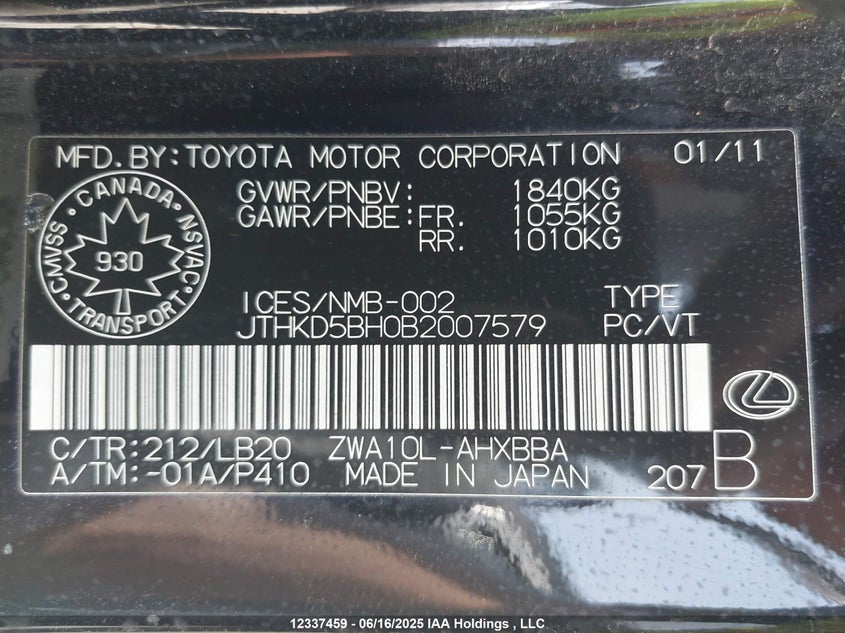 MFD.BY:TOYOTA MOTOR CORPORATION 01/11
GVWR/PNBV: 1840KG
GAWR/PNBE:FR. 1055KG
RR. 1010KG
CANADA
CMVSS NSVAC
930
TRANSPORT
ICES/NMB-002 TYPE
JTHKD5BH0B2007579 PC/VT
C/TR:212/LB20 ZWA10L-AHXBBA
A/TM:-01A/P410 MADE IN JAPAN 207 B
12337459 - 06/16/2025 IAA Holdings , LLC